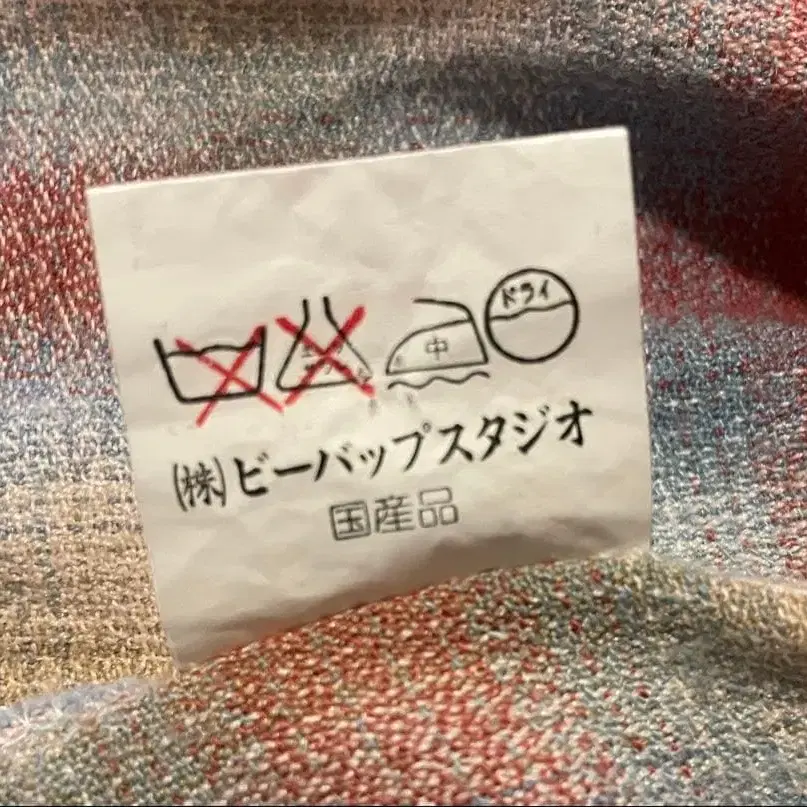 中 ドライ
(株)ビーバップスタジオ
国産品